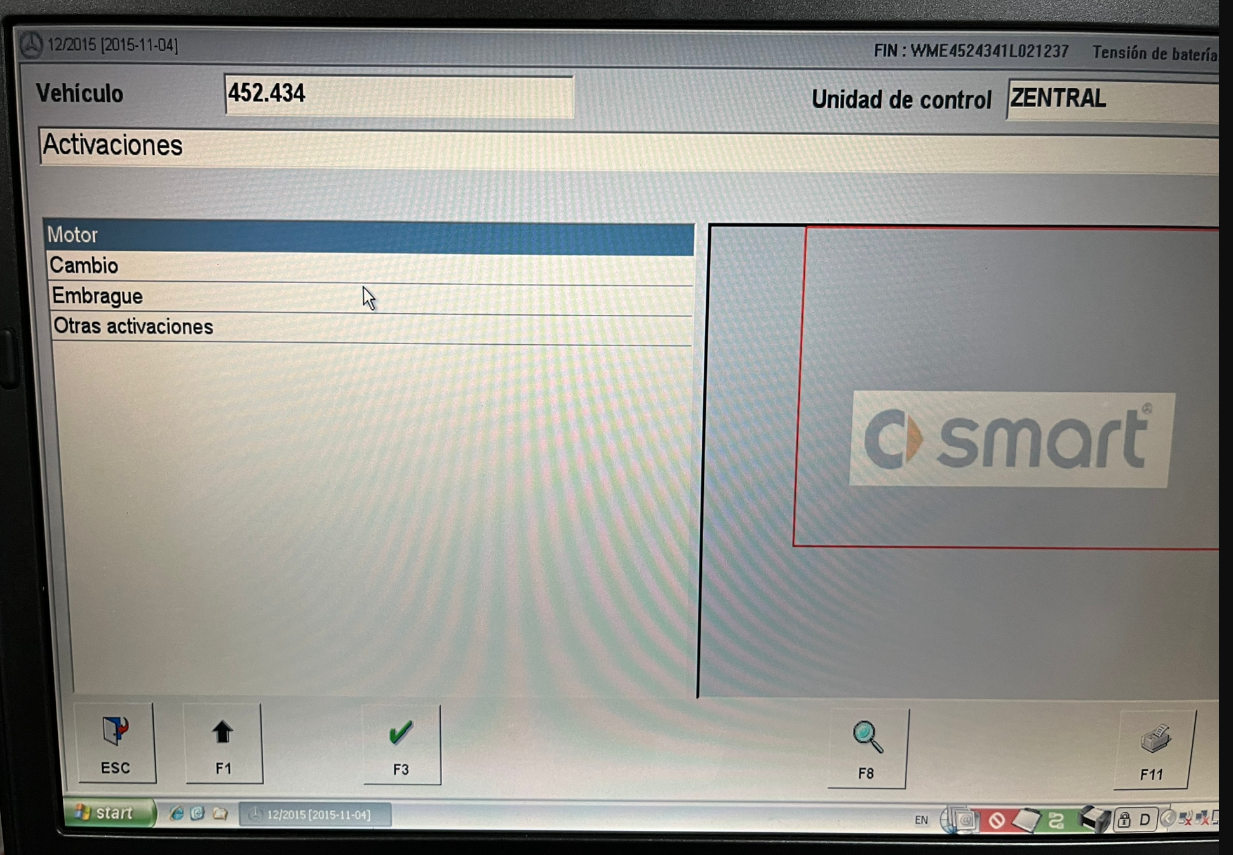 12/2015 [2015-11-04]
FIN : WME4524341L021237 Tensión de batería
Vehículo 452.434 Unidad de control ZENTRAL
Activaciones
Motor
Cambio
Embrague
Otras activaciones
smart
ESC F1 F3 F8 F11
start 12/2015 [2015-11-04] EN D